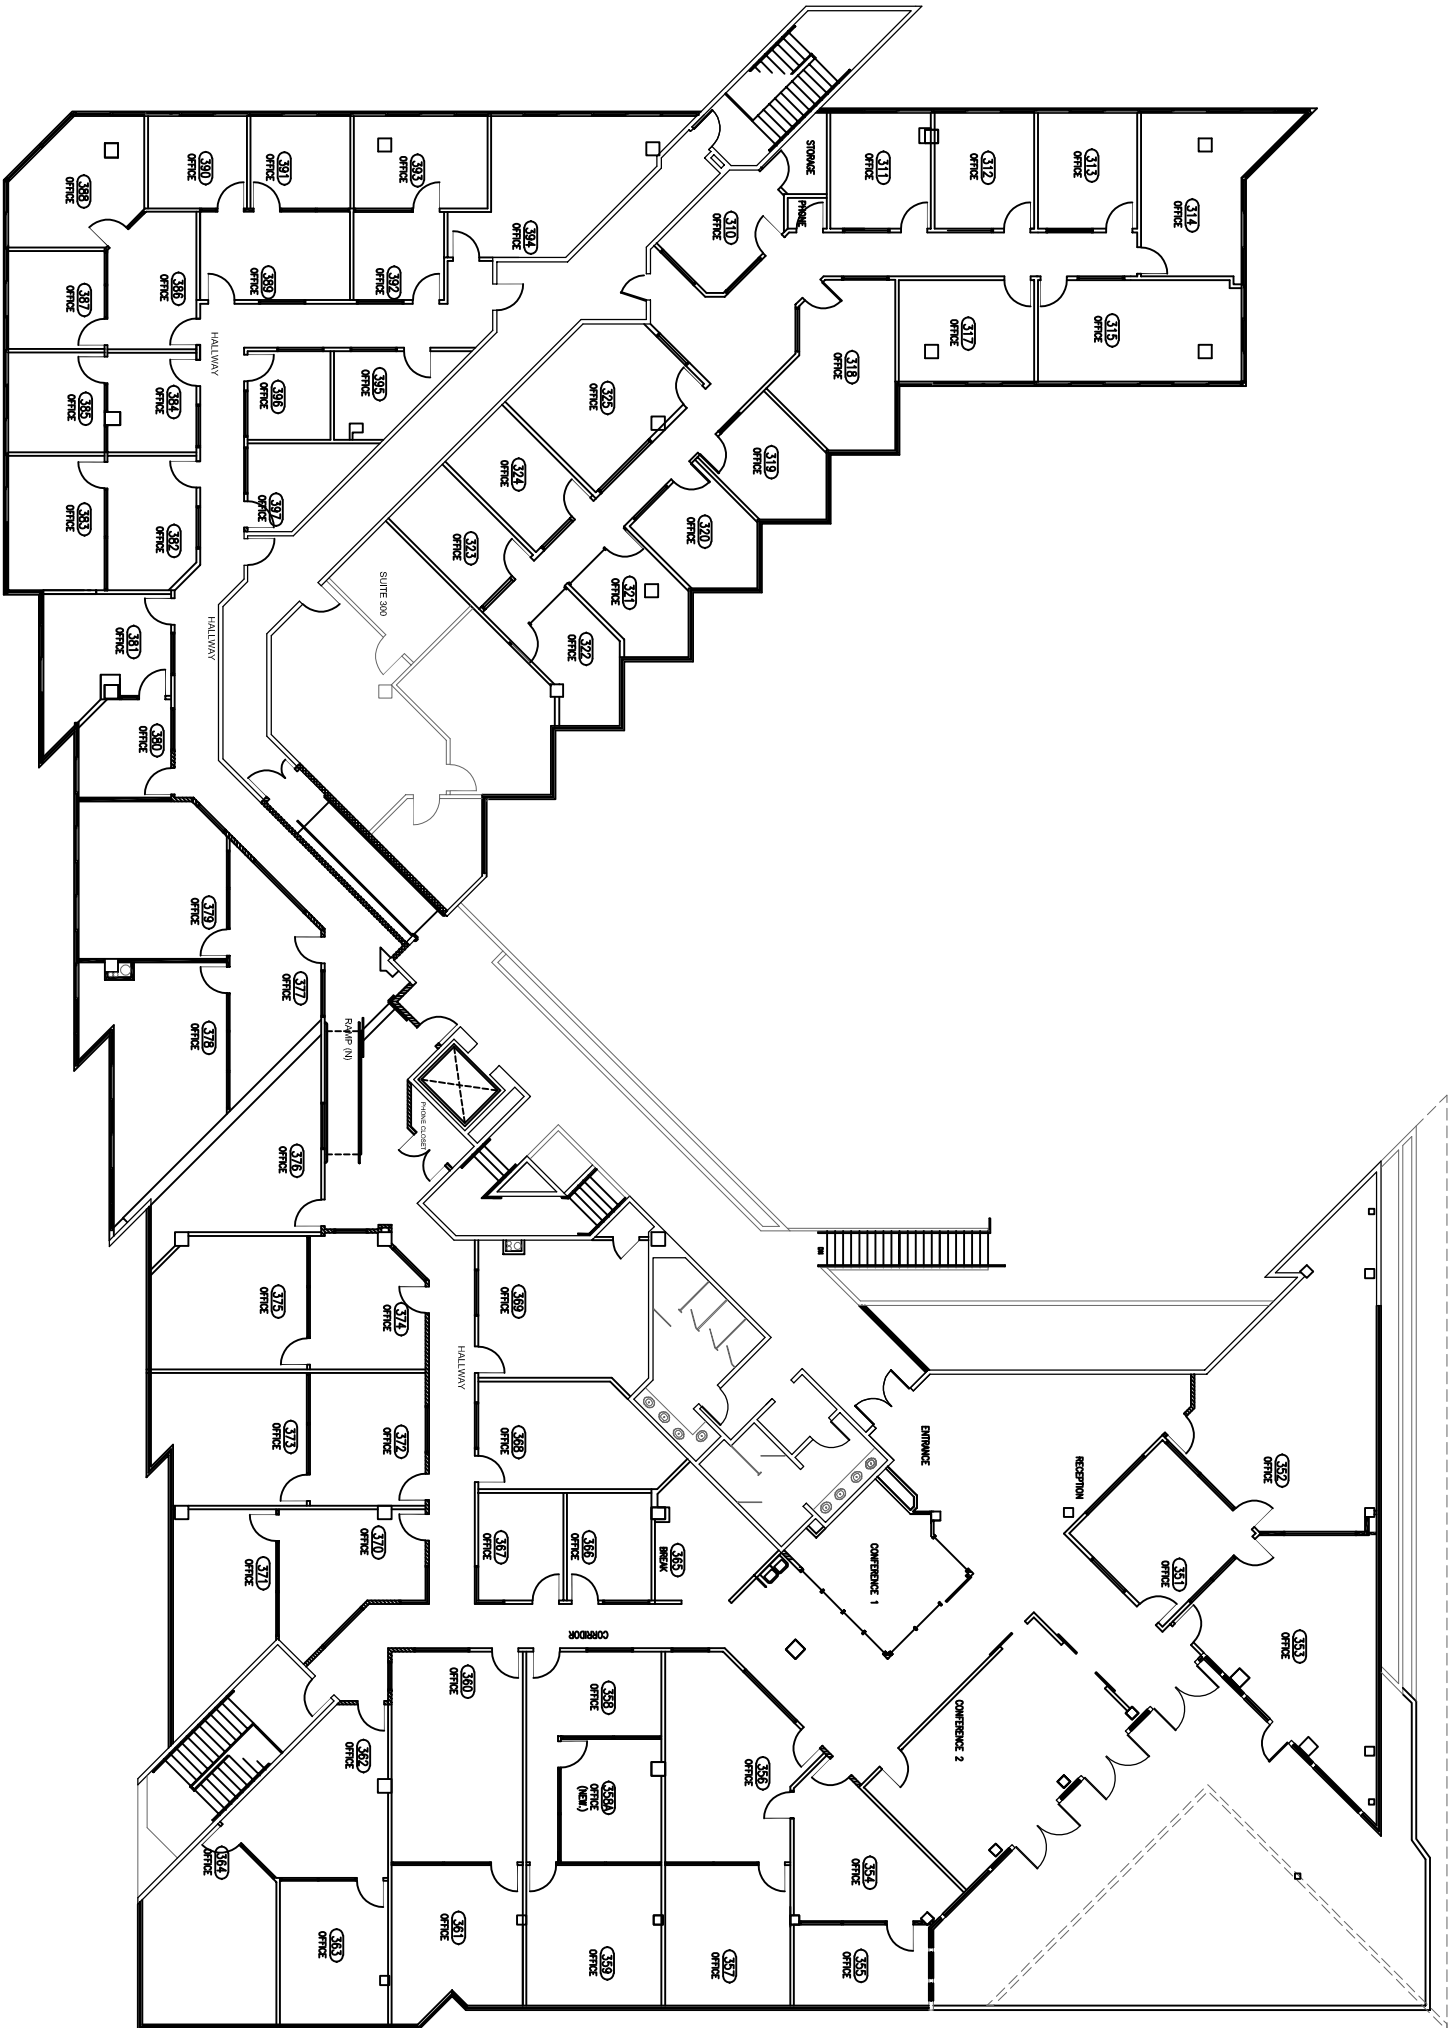 STORAGE
PHONE
310
OFFICE
311
OFFICE
312
OFFICE
313
OFFICE
314
OFFICE
315
OFFICE
317
OFFICE
318
OFFICE
319
OFFICE
320
OFFICE
321
OFFICE
322
OFFICE
323
OFFICE
324
OFFICE
325
OFFICE
SUITE 300
388
OFFICE
390
OFFICE
391
OFFICE
393
OFFICE
394
OFFICE
387
OFFICE
386
OFFICE
389
OFFICE
392
OFFICE
HALLWAY
385
OFFICE
384
OFFICE
396
OFFICE
395
OFFICE
383
OFFICE
382
OFFICE
397
OFFICE
HALLWAY
381
OFFICE
380
OFFICE
379
OFFICE
378
OFFICE
377
OFFICE
RAMP (N)
PHONE CLOSET
376
OFFICE
375
OFFICE
374
OFFICE
HALLWAY
369
OFFICE
373
OFFICE
372
OFFICE
368
OFFICE
371
OFFICE
370
OFFICE
367
OFFICE
366
OFFICE
365
BREAK
CORRIDOR
DN
ENTRANCE
RECEPTION
CONFERENCE 1
CONFERENCE 2
352
OFFICE
351
OFFICE
353
OFFICE
354
OFFICE
355
OFFICE
356
OFFICE
357
OFFICE
358
OFFICE
358A
OFFICE
(NEW)
359
OFFICE
360
OFFICE
361
OFFICE
362
OFFICE
363
OFFICE
364
OFFICE